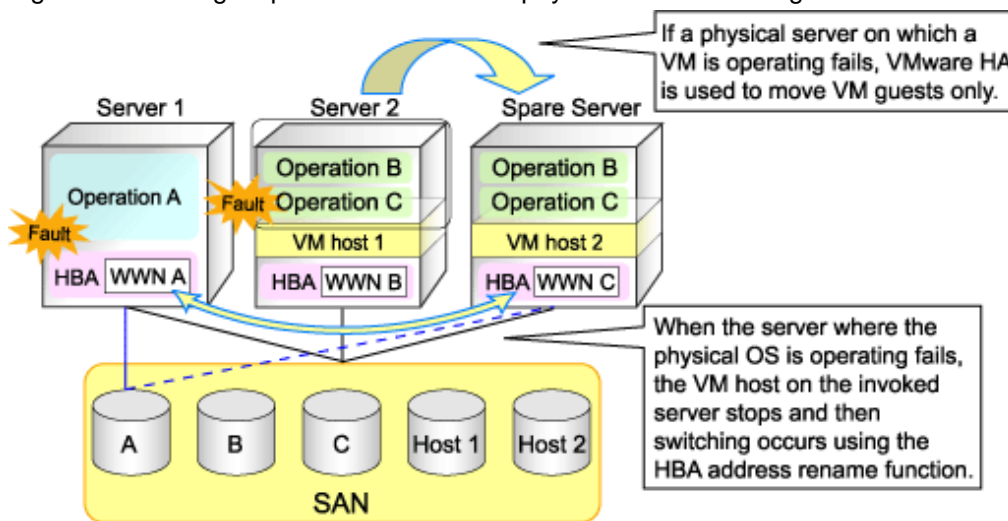 If a physical server on which a
VM is operating fails, VMware HA
is used to move VM guests only.
Server 1
Server 2
Spare Server
Operation A
Fault
HBA WWN A
Fault
Operation B
Operation C
VM host 1
HBA WWN B
Operation B
Operation C
VM host 2
HBA WWN C
When the server where the
physical OS is operating fails,
the VM host on the invoked
server stops and then
switching occurs using the
HBA address rename function.
A
B
C
Host 1
Host 2
SAN